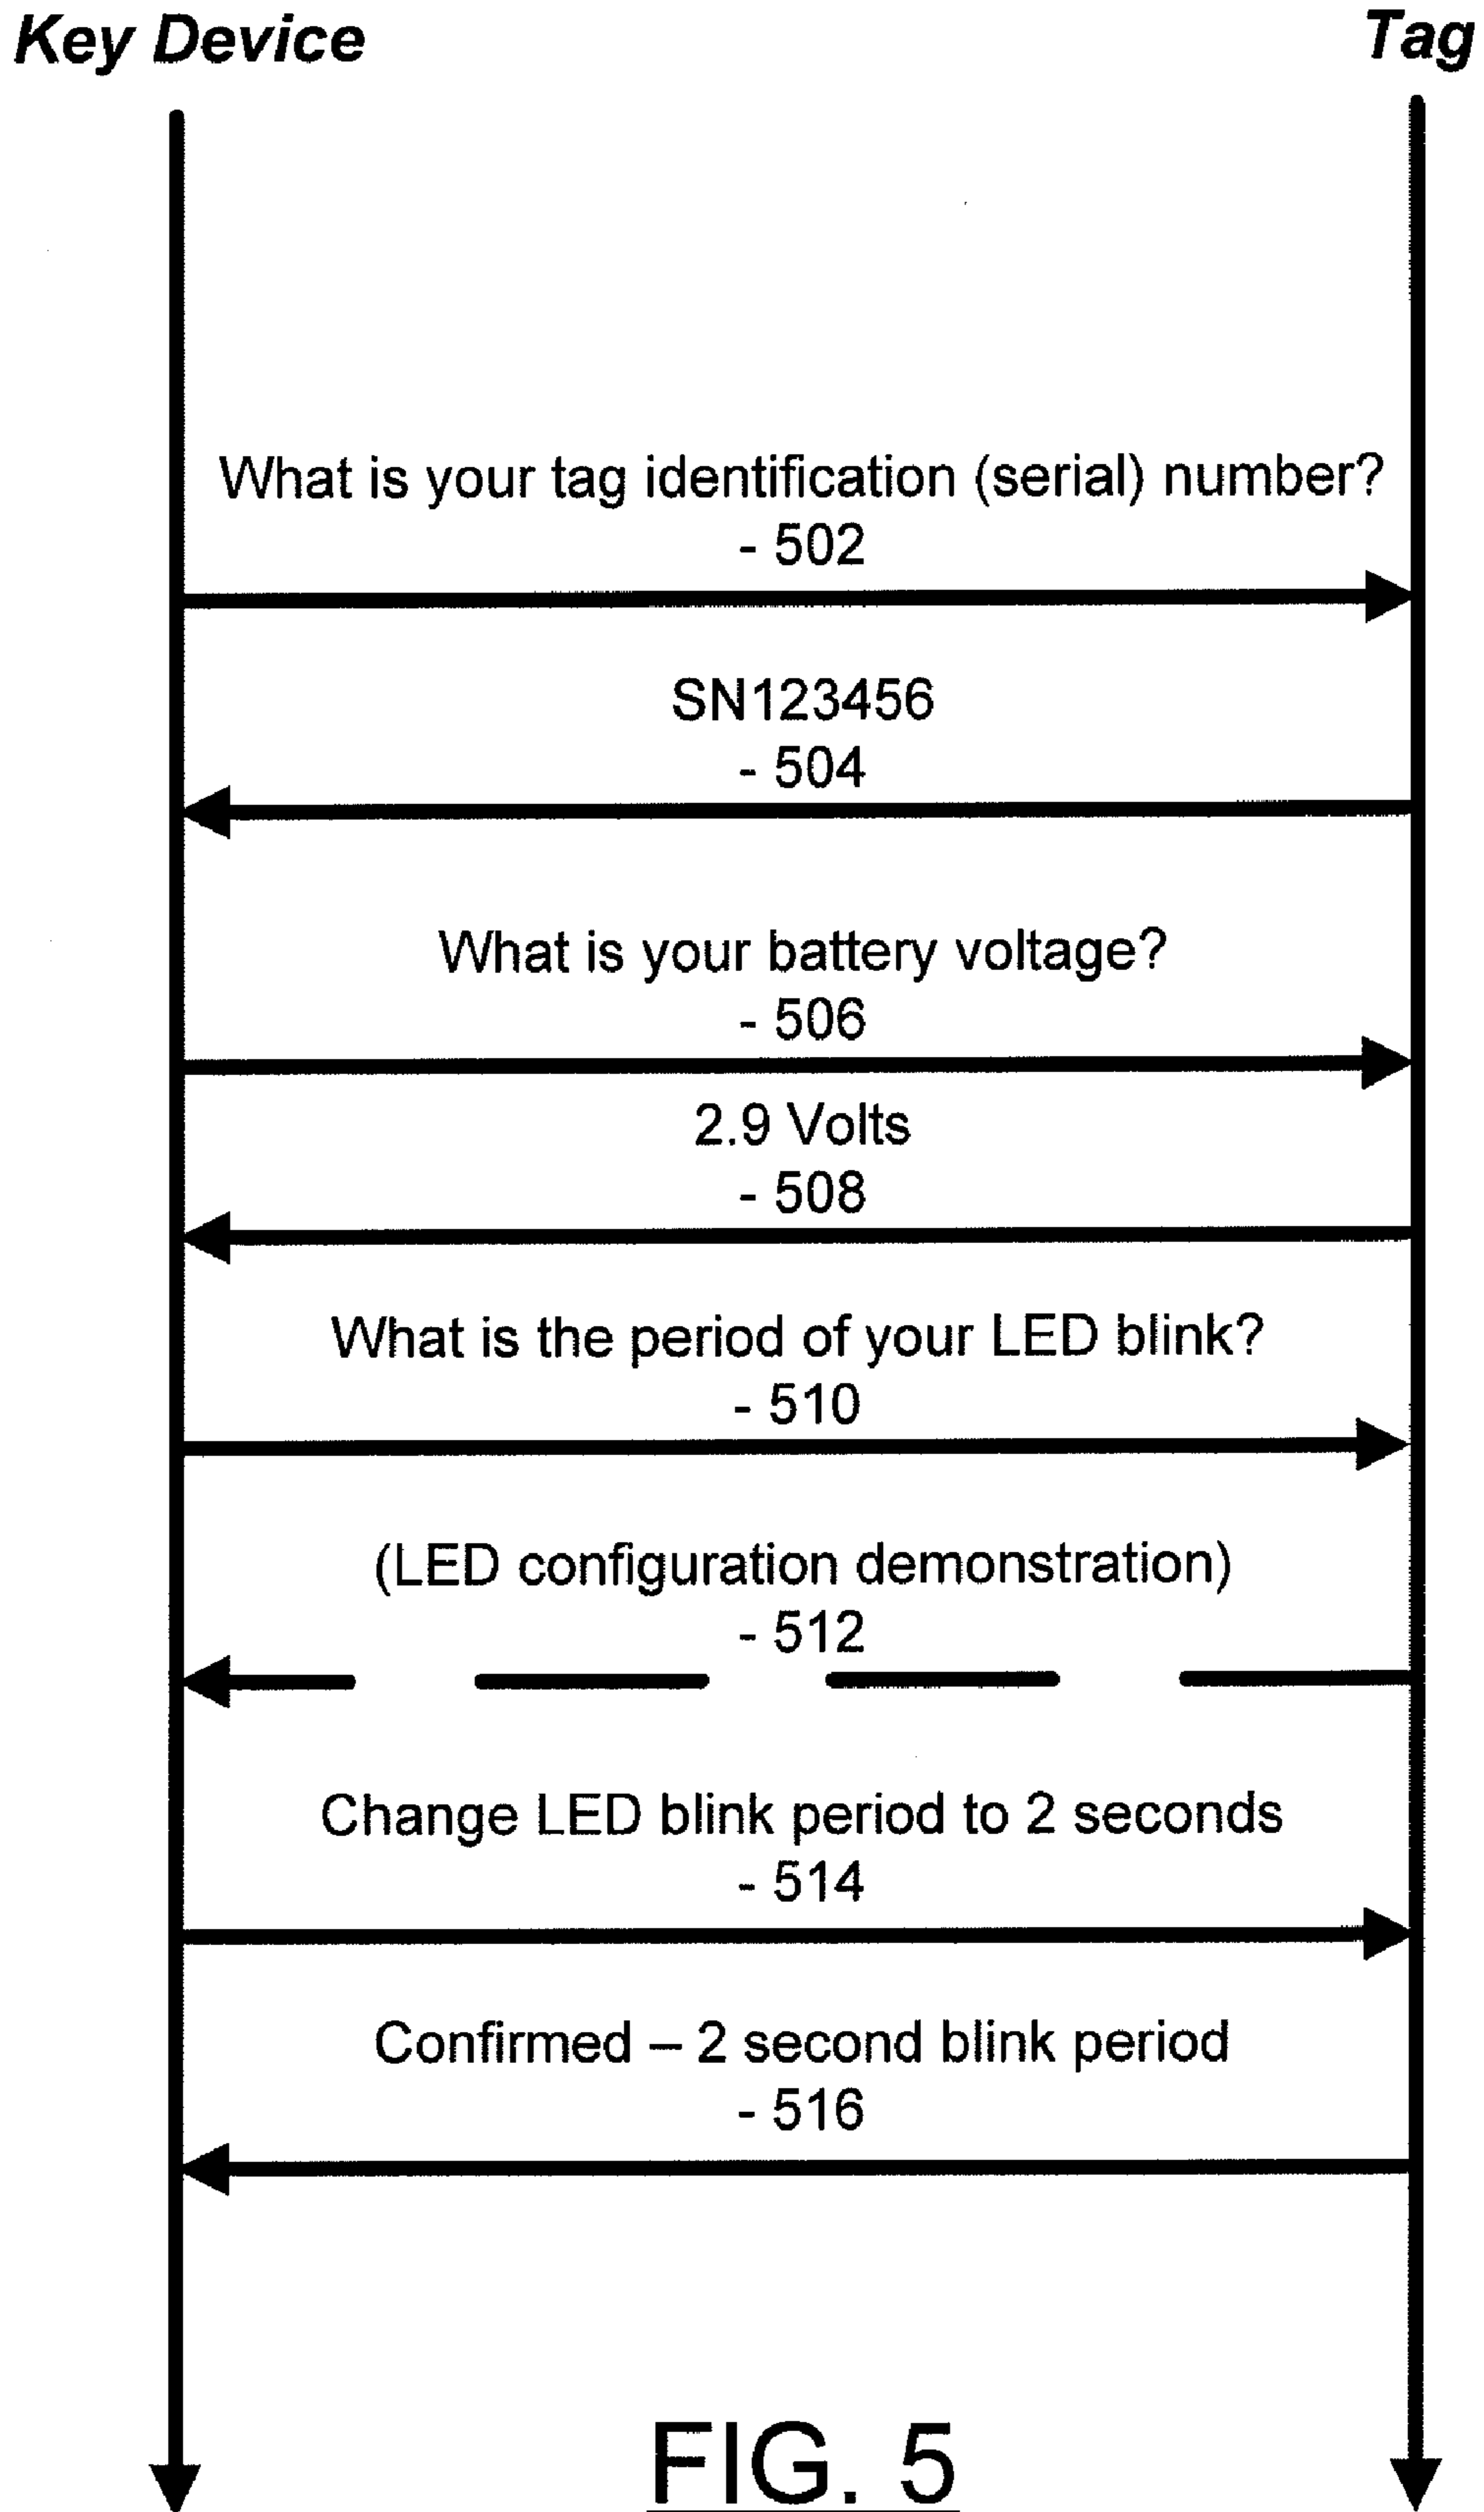 Key Device Tag
What is your tag identification (serial) number?
- 502
SN123456
- 504
What is your battery voltage?
- 506
2.9 Volts
- 508
What is the period of your LED blink?
- 510
(LED configuration demonstration)
- 512
Change LED blink period to 2 seconds
- 514
Confirmed – 2 second blink period
- 516
FIG. 5